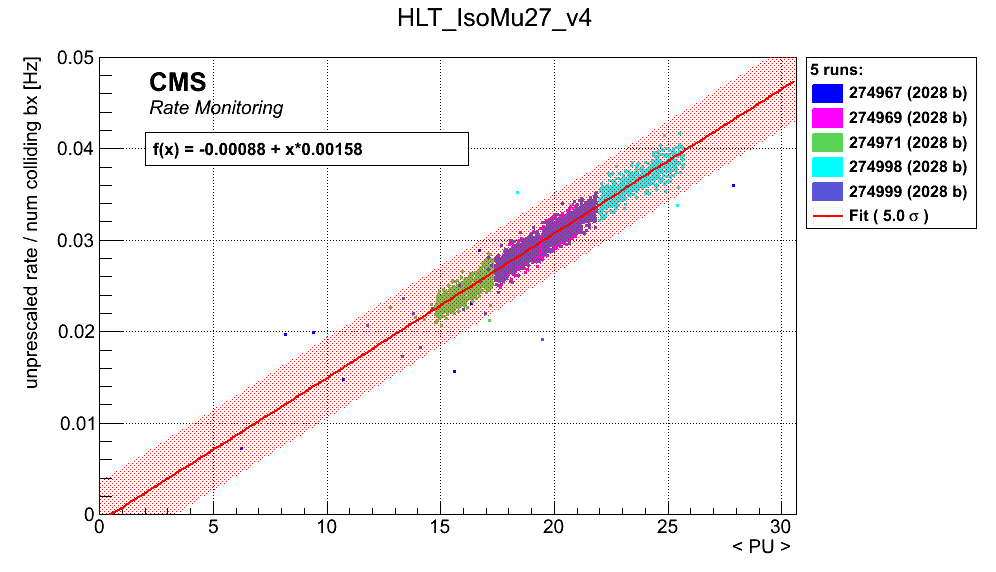 HLT_IsoMu27_v4
unprescaled rate / num colliding bx [Hz]
0.05
0.04
0.03
0.02
0.01
0
CMS
Rate Monitoring
f(x) = -0.00088 + x*0.00158
0 5 10 15 20 25 30
< PU >
5 runs:
274967 (2028 b)
274969 (2028 b)
274971 (2028 b)
274998 (2028 b)
274999 (2028 b)
Fit ( 5.0 σ )